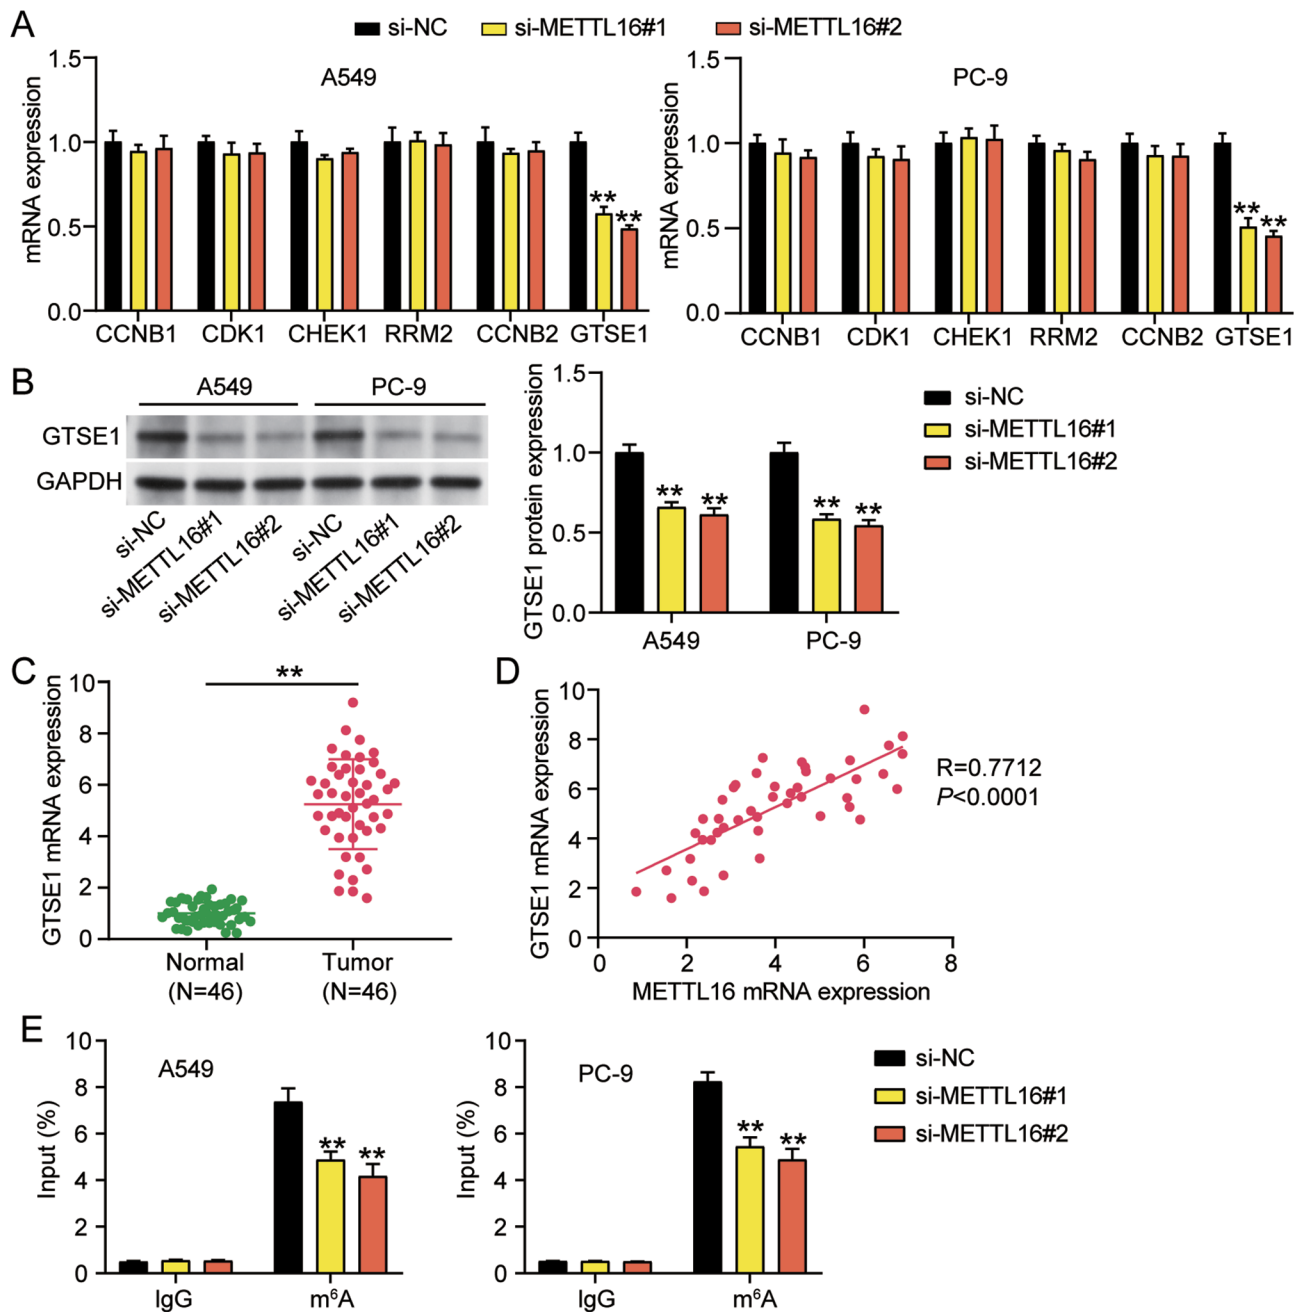 A
si-NC si-METTL16#1 si-METTL16#2
A549
mRNA expression
1.5
1.0
0.5
0.0
CCNB1 CDK1 CHEK1 RRM2 CCNB2 GTSE1
** **
PC-9
mRNA expression
1.5
1.0
0.5
0.0
CCNB1 CDK1 CHEK1 RRM2 CCNB2 GTSE1
** **
B
A549 PC-9
GTSE1
GAPDH
si-NC si-METTL16#1 si-METTL16#2 si-NC si-METTL16#1 si-METTL16#2
GTSE1 protein expression
1.5
1.0
0.5
0.0
** ** ** **
A549 PC-9
si-NC
si-METTL16#1
si-METTL16#2
C
GTSE1 mRNA expression
10
8
6
4
2
0
**
Normal Tumor
(N=46) (N=46)
D
GTSE1 mRNA expression
10
8
6
4
2
0
0 2 4 6 8
METTL16 mRNA expression
R=0.7712
P<0.0001
E
A549
Input (%)
10
8
6
4
2
0
** **
IgG m⁶A
PC-9
Input (%)
10
8
6
4
2
0
** **
IgG m⁶A
si-NC
si-METTL16#1
si-METTL16#2